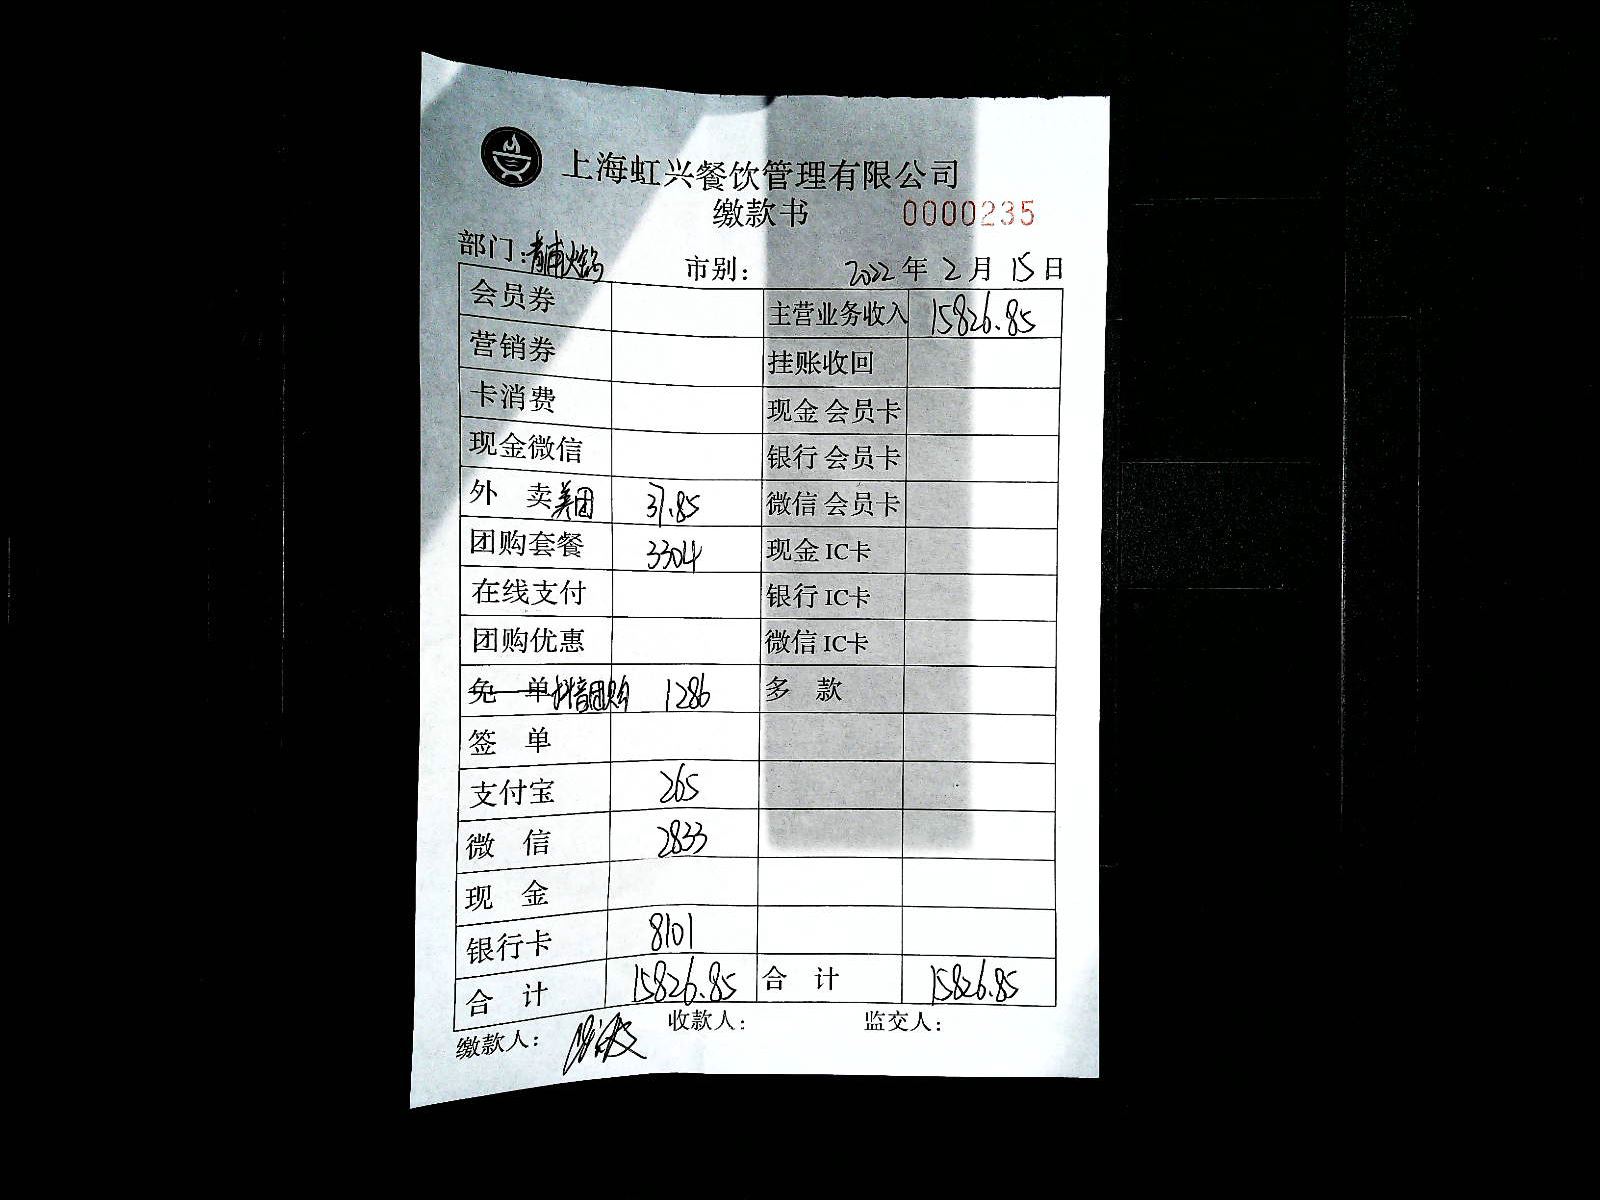 上海虹兴餐饮管理有限公司
缴款书 0000235
部门：青浦火锅 市别： 2022年2月15日
会员券 主营业务收入 15826.85
营销券 挂账收回
卡消费 现金 会员卡
现金微信 银行 会员卡
外 卖美团 37.85 微信 会员卡
团购套餐 3304 现金 IC卡
在线支付 银行 IC卡
团购优惠 微信 IC卡
免 单抖音团购 1286 多 款
签 单
支付宝 265
微 信 2833
现 金
银行卡 8101
合 计 15826.85 合 计 15826.85
缴款人： 收款人： 监交人：